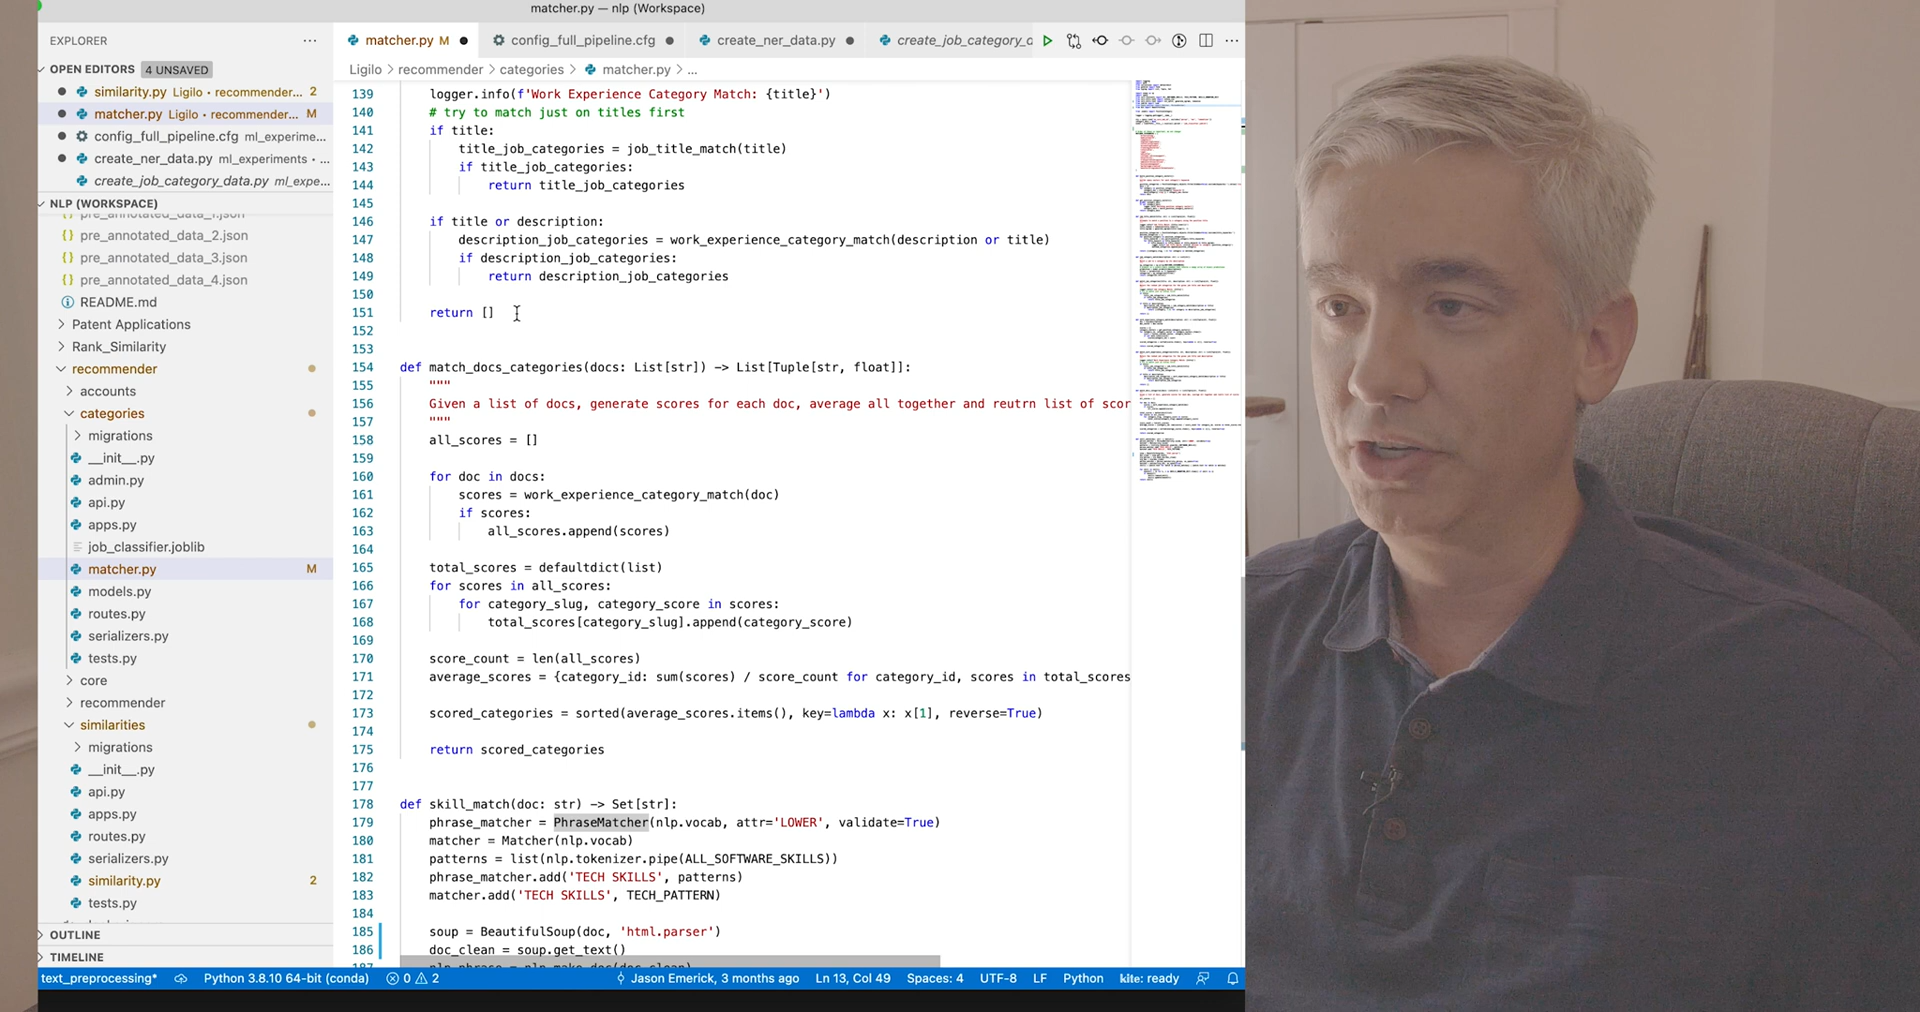 matcher.py — nlp (Workspace)
EXPLORER
OPEN EDITORS 4 UNSAVED
similarity.py Ligilo • recommender... 2
matcher.py Ligilo • recommender... M
config_full_pipeline.cfg ml_experime...
create_ner_data.py ml_experiments • ...
create_job_category_data.py ml_expe...
NLP (WORKSPACE)
pre_annotated_data_1.json
pre_annotated_data_2.json
pre_annotated_data_3.json
pre_annotated_data_4.json
README.md
Patent Applications
Rank_Similarity
recommender
accounts
categories
migrations
__init__.py
admin.py
api.py
apps.py
job_classifier.joblib
matcher.py M
models.py
routes.py
serializers.py
tests.py
core
recommender
similarities
migrations
__init__.py
api.py
apps.py
routes.py
serializers.py
similarity.py 2
tests.py
OUTLINE
TIMELINE
matcher.py M config_full_pipeline.cfg create_ner_data.py create_job_category_d
Ligilo > recommender > categories > matcher.py > ...
139 logger.info(f'Work Experience Category Match: {title}')
140 # try to match just on titles first
141 if title:
142 title_job_categories = job_title_match(title)
143 if title_job_categories:
144 return title_job_categories
145
146 if title or description:
147 description_job_categories = work_experience_category_match(description or title)
148 if description_job_categories:
149 return description_job_categories
150
151 return []
152
153
154 def match_docs_categories(docs: List[str]) -> List[Tuple[str, float]]:
155 """
156 Given a list of docs, generate scores for each doc, average all together and reutrn list of scor
157 """
158 all_scores = []
159
160 for doc in docs:
161 scores = work_experience_category_match(doc)
162 if scores:
163 all_scores.append(scores)
164
165 total_scores = defaultdict(list)
166 for scores in all_scores:
167 for category_slug, category_score in scores:
168 total_scores[category_slug].append(category_score)
169
170 score_count = len(all_scores)
171 average_scores = {category_id: sum(scores) / score_count for category_id, scores in total_scores
172
173 scored_categories = sorted(average_scores.items(), key=lambda x: x[1], reverse=True)
174
175 return scored_categories
176
177
178 def skill_match(doc: str) -> Set[str]:
179 phrase_matcher = PhraseMatcher(nlp.vocab, attr='LOWER', validate=True)
180 matcher = Matcher(nlp.vocab)
181 patterns = list(nlp.tokenizer.pipe(ALL_SOFTWARE_SKILLS))
182 phrase_matcher.add('TECH SKILLS', patterns)
183 matcher.add('TECH SKILLS', TECH_PATTERN)
184
185 soup = BeautifulSoup(doc, 'html.parser')
186 doc_clean = soup.get_text()
187 nlp_phrase = nlp.make_doc(doc_clean)
text_preprocessing* Python 3.8.10 64-bit (conda) 0 2 Jason Emerick, 3 months ago Ln 13, Col 49 Spaces: 4 UTF-8 LF Python kite: ready